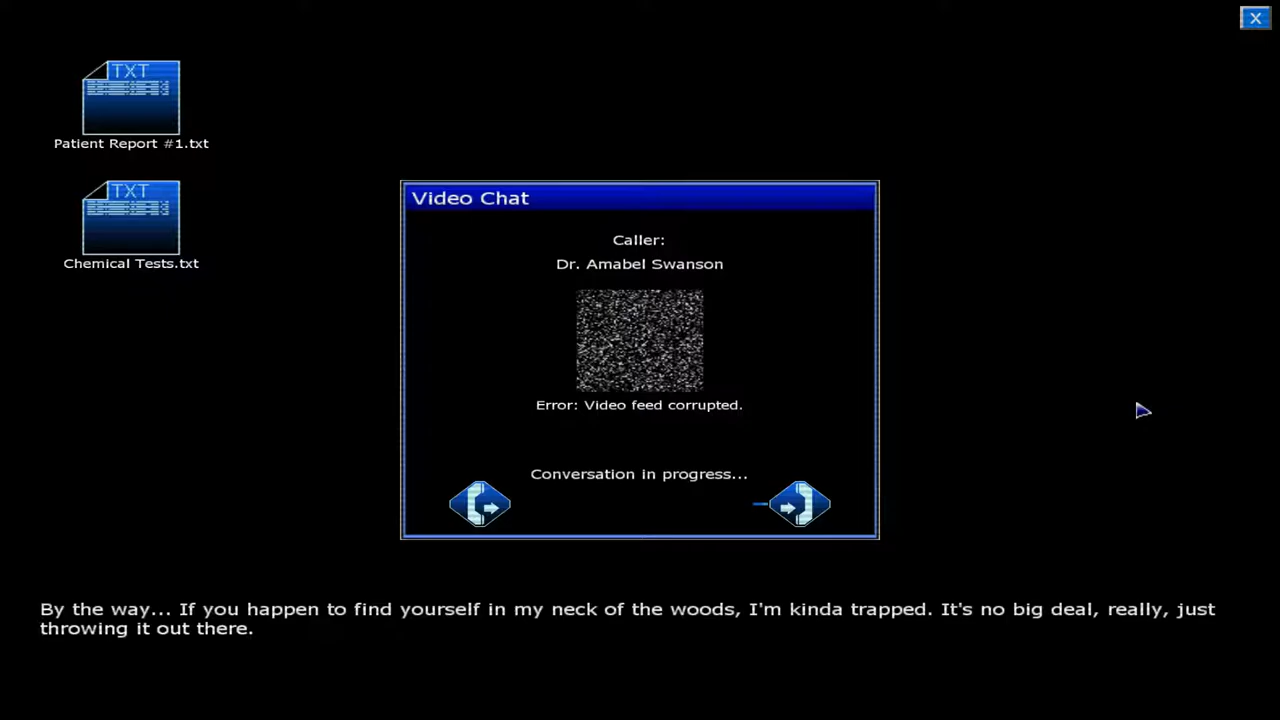 X
TXT
Patient Report #1.txt
TXT
Chemical Tests.txt
Video Chat
Caller:
Dr. Amabel Swanson
Error: Video feed corrupted.
Conversation in progress...
By the way... If you happen to find yourself in my neck of the woods, I'm kinda trapped. It's no big deal, really, just
throwing it out there.